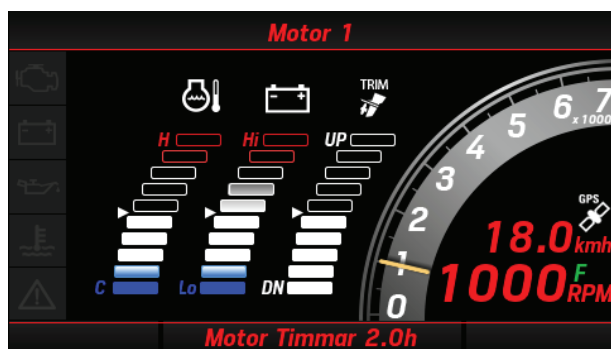 Motor 1
TRIM
H Hi UP
C Lo DN
7
6 x 1000
5
4
3
2
1
0
GPS
18.0 kmh
F
1000 RPM
Motor Timmar 2.0h